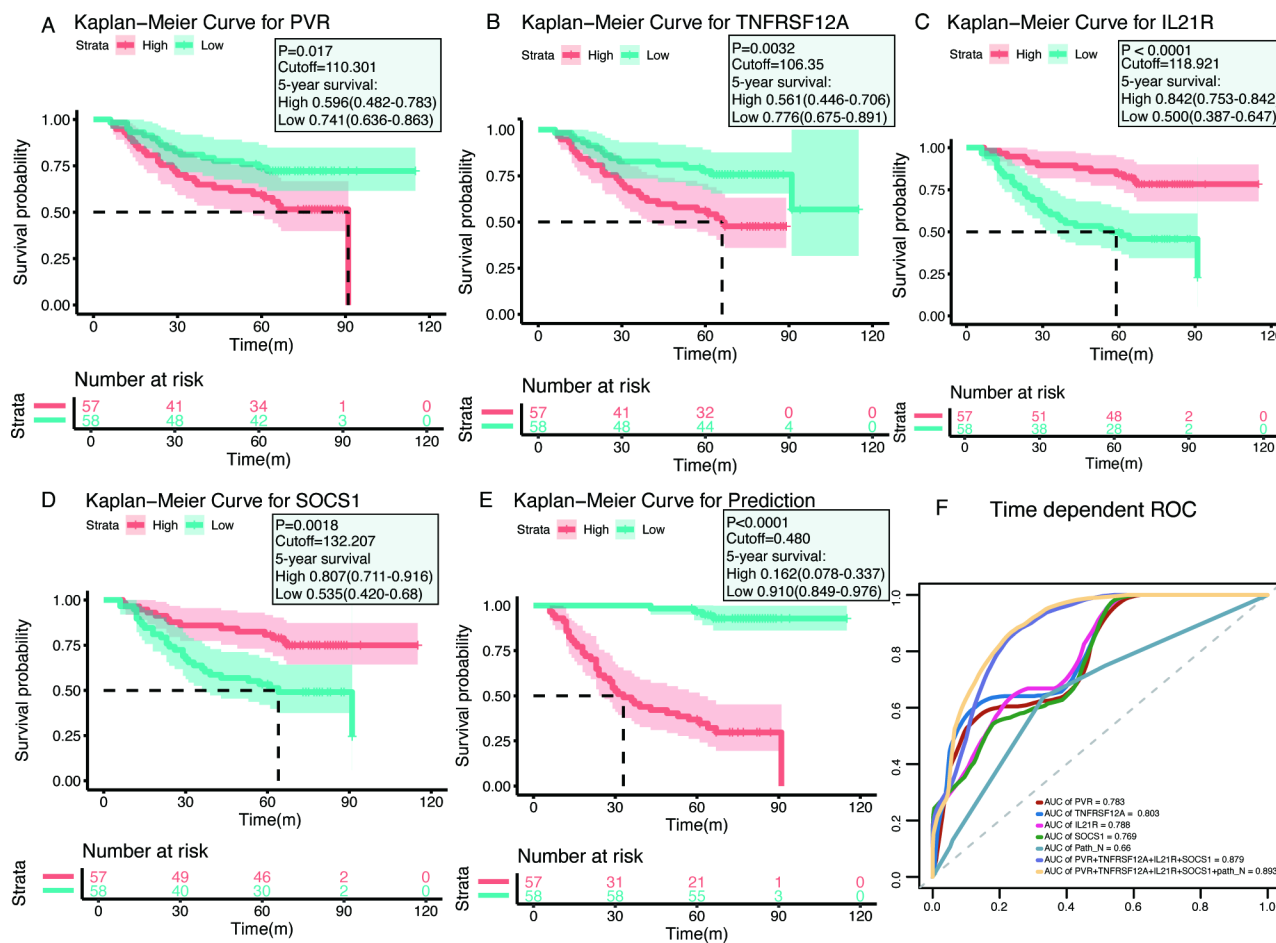 A Kaplan−Meier Curve for PVR
Strata High Low
P=0.017
Cutoff=110.301
5-year survival:
High 0.596(0.482-0.783)
Low 0.741(0.636-0.863)
Survival probability
1.00
0.75
0.50
0.25
0.00
0 30 60 90 120
Time(m)
Number at risk
Strata
57 41 34 1 0
58 48 42 3 0
0 30 60 90 120
Time(m)
B Kaplan−Meier Curve for TNFRSF12A
Strata High Low
P=0.0032
Cutoff=106.35
5-year survival:
High 0.561(0.446-0.706)
Low 0.776(0.675-0.891)
Survival probability
1.00
0.75
0.50
0.25
0.00
0 30 60 90 120
Time(m)
Number at risk
Strata
57 41 32 0 0
58 48 44 4 0
0 30 60 90 120
Time(m)
C Kaplan−Meier Curve for IL21R
Strata High Low
P < 0.0001
Cutoff=118.921
5-year survival:
High 0.842(0.753-0.842
Low 0.500(0.387-0.647)
Survival probability
1.00
0.75
0.50
0.25
0.00
0 30 60 90 120
Time(m)
Number at risk
Strata
57 51 48 2 0
58 38 28 2 0
0 30 60 90 120
Time(m)
D Kaplan−Meier Curve for SOCS1
Strata High Low
P=0.0018
Cutoff=132.207
5-year survival
High 0.807(0.711-0.916)
Low 0.535(0.420-0.68)
Survival probability
1.00
0.75
0.50
0.25
0.00
0 30 60 90 120
Time(m)
Number at risk
Strata
57 49 46 2 0
58 40 30 2 0
0 30 60 90 120
Time(m)
E Kaplan−Meier Curve for Prediction
Strata High Low
P<0.0001
Cutoff=0.480
5-year survival:
High 0.162(0.078-0.337)
Low 0.910(0.849-0.976)
Survival probability
1.00
0.75
0.50
0.25
0.00
0 30 60 90 120
Time(m)
Number at risk
Strata
57 31 21 1 0
58 58 55 3 0
0 30 60 90 120
Time(m)
F Time dependent ROC
1.0
0.8
0.6
0.4
0.2
0.0
AUC of PVR = 0.783
AUC of TNFRSF12A = 0.803
AUC of IL21R = 0.788
AUC of SOCS1 = 0.769
AUC of Path_N = 0.66
AUC of PVR+TNFRSF12A+IL21R+SOCS1 = 0.879
AUC of PVR+TNFRSF12A+IL21R+SOCS1+path_N = 0.893
0.0 0.2 0.4 0.6 0.8 1.0